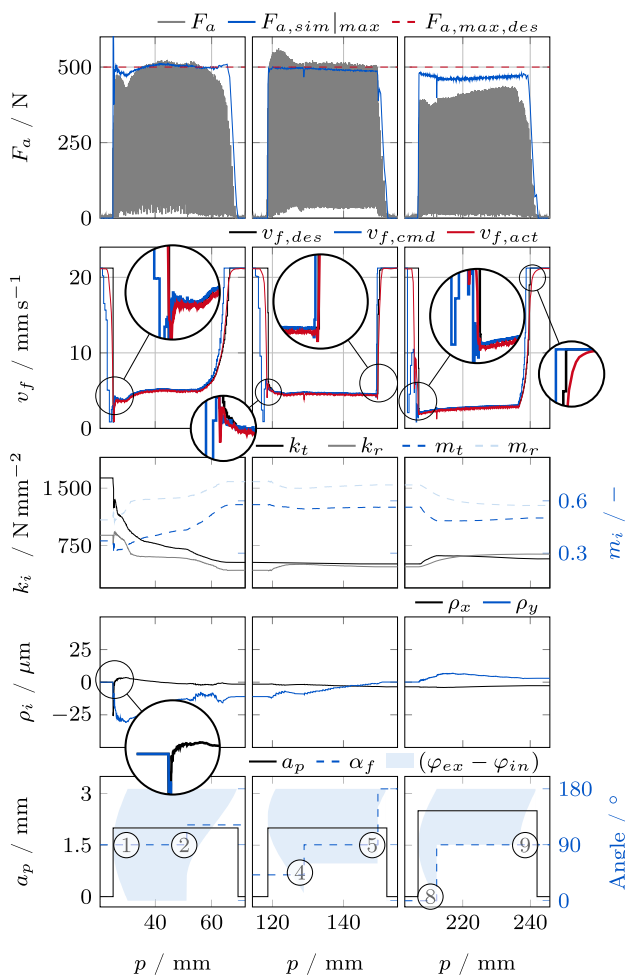 F_a F_{a,sim|max} F_{a,max,des}
500
250
0
F_a / N
v_{f,des} v_{f,cmd} v_{f,act}
20
10
0
v_f / mm s⁻¹
k_t k_r m_t m_r
1 500
750
k_i / N mm⁻²
0.6
0.3
m_i / –
ρ_x ρ_y
25
0
−25
ρ_i / μm
a_p α_f (φ_ex − φ_in)
3
1.5
0
a_p / mm
180
90
0
Angle / °
1 2 4 5 8 9
40 60 120 140 220 240
p / mm p / mm p / mm